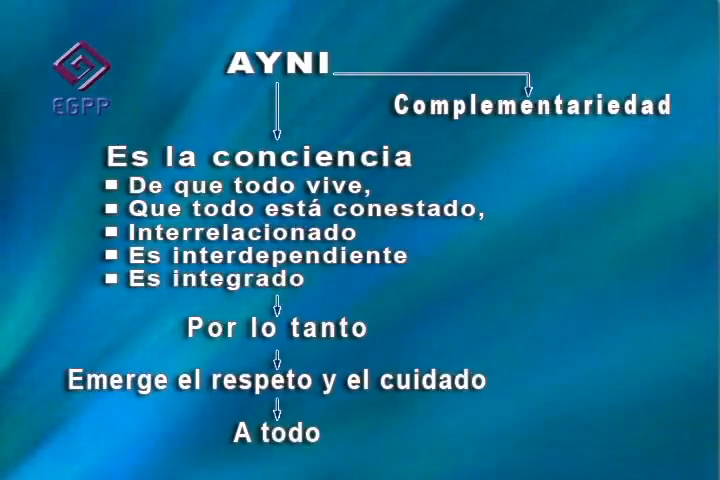 AYNI
Complementariedad
EGPP
Es la conciencia
De que todo vive,
Que todo está conestado,
Interrelacionado
Es interdependiente
Es integrado
Por lo tanto
Emerge el respeto y el cuidado
A todo